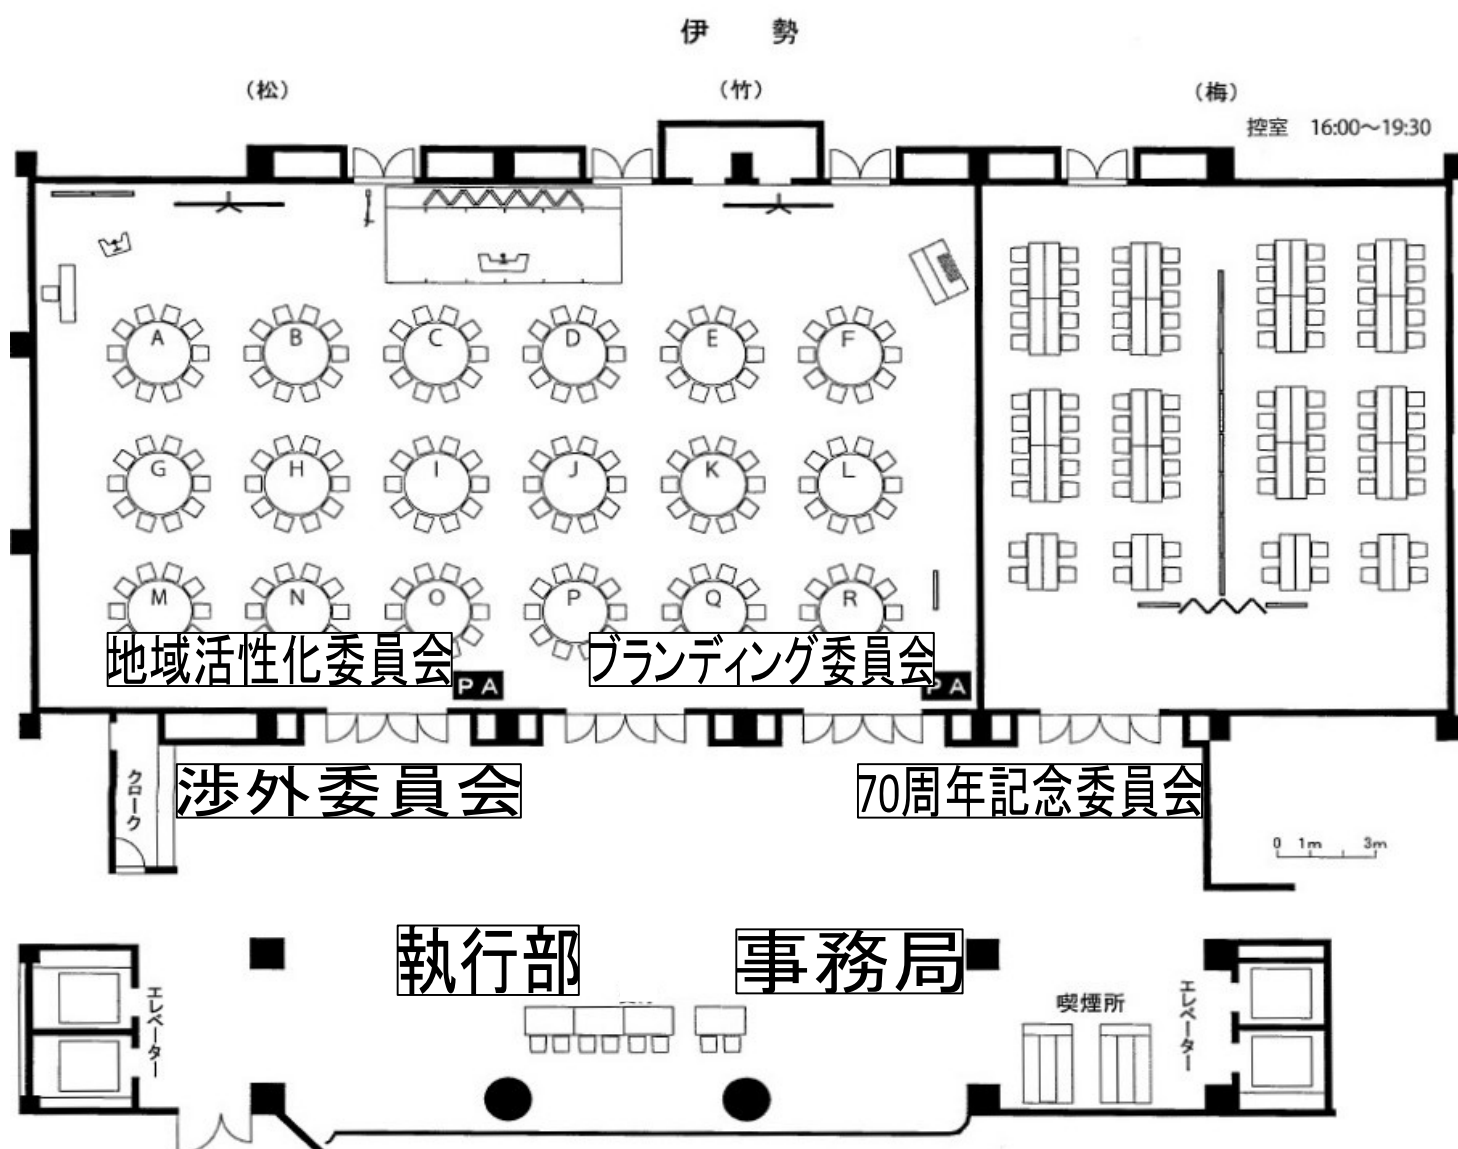 伊 勢
（松）
（竹）
（梅）
控室 16:00～19:30
A B C D E F
G H I J K L
M N O P Q R
地域活性化委員会
ブランディング委員会
PA
PA
クローク
渉外委員会
70周年記念委員会
0 1m 3m
執行部
事務局
エレベーター
喫煙所
エレベーター